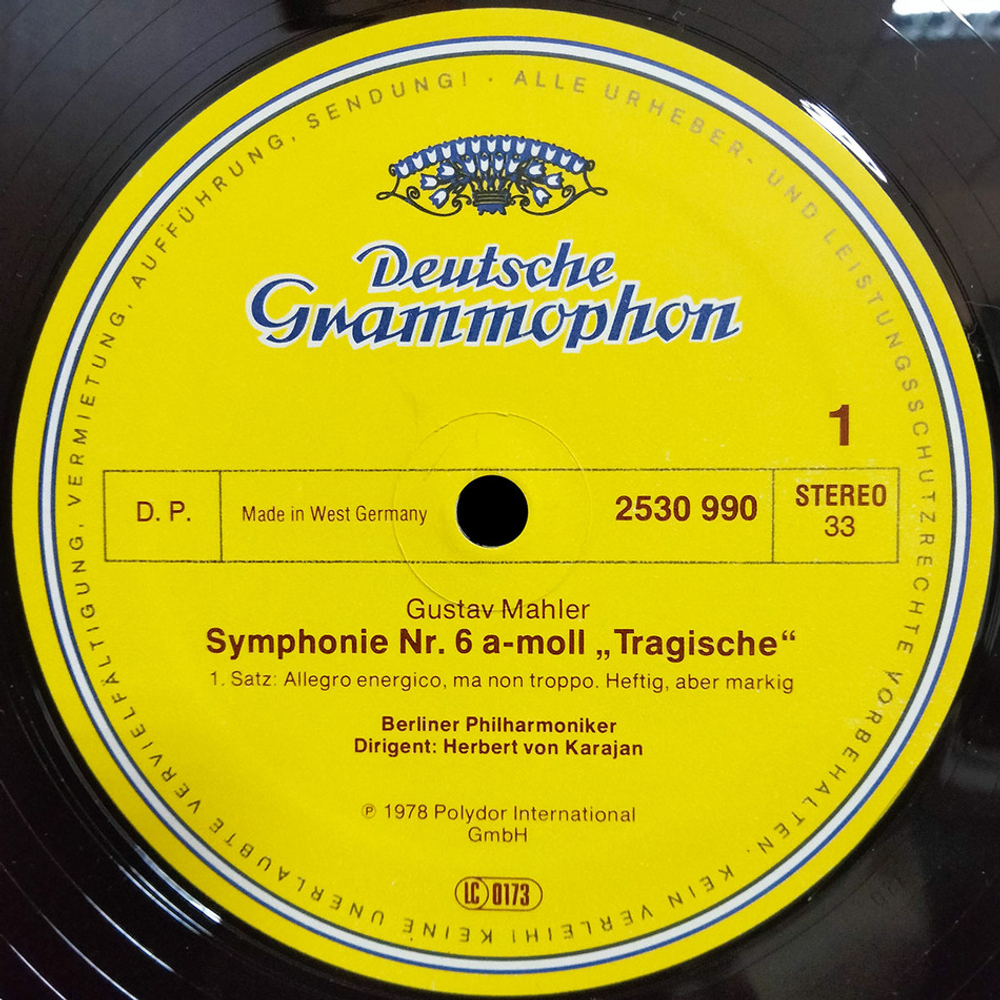 ALLE URHEBER- UND LEISTUNGSSCHUTZRECHTE VORBEHALTEN. KEIN VERLEIH! KEINE UNERLAUBTE VERVIELFÄLTIGUNG, VERMIETUNG, AUFFÜHRUNG, SENDUNG! ·
Deutsche
Grammophon
1
D. P.
Made in West Germany
2530 990
STEREO
33
Gustav Mahler
Symphonie Nr. 6 a-moll „Tragische“
1. Satz: Allegro energico, ma non troppo. Heftig, aber markig
Berliner Philharmoniker
Dirigent: Herbert von Karajan
℗ 1978 Polydor International
GmbH
LC 0173